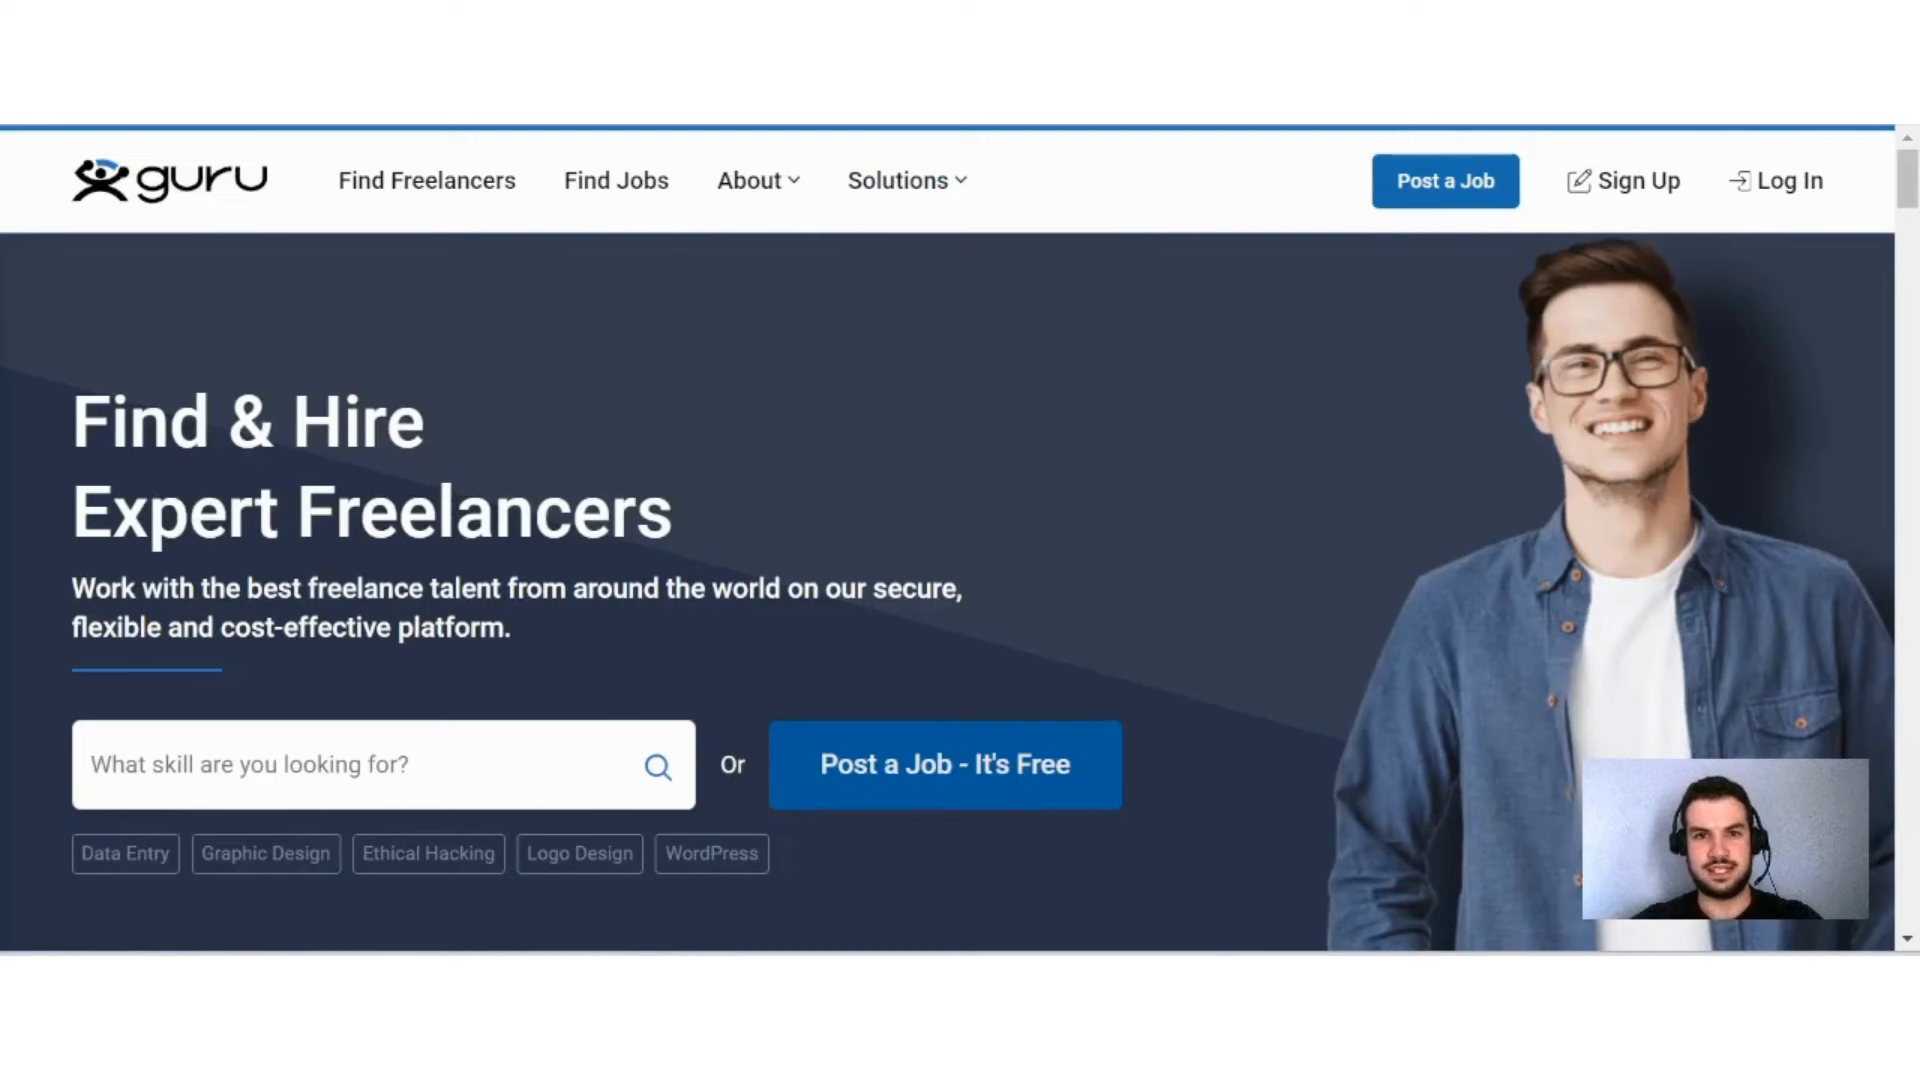 guru
Find Freelancers
Find Jobs
About
Solutions
Post a Job
Sign Up
Log In
Find & Hire
Expert Freelancers
Work with the best freelance talent from around the world on our secure,
flexible and cost-effective platform.
What skill are you looking for?
Or
Post a Job - It's Free
Data Entry
Graphic Design
Ethical Hacking
Logo Design
WordPress